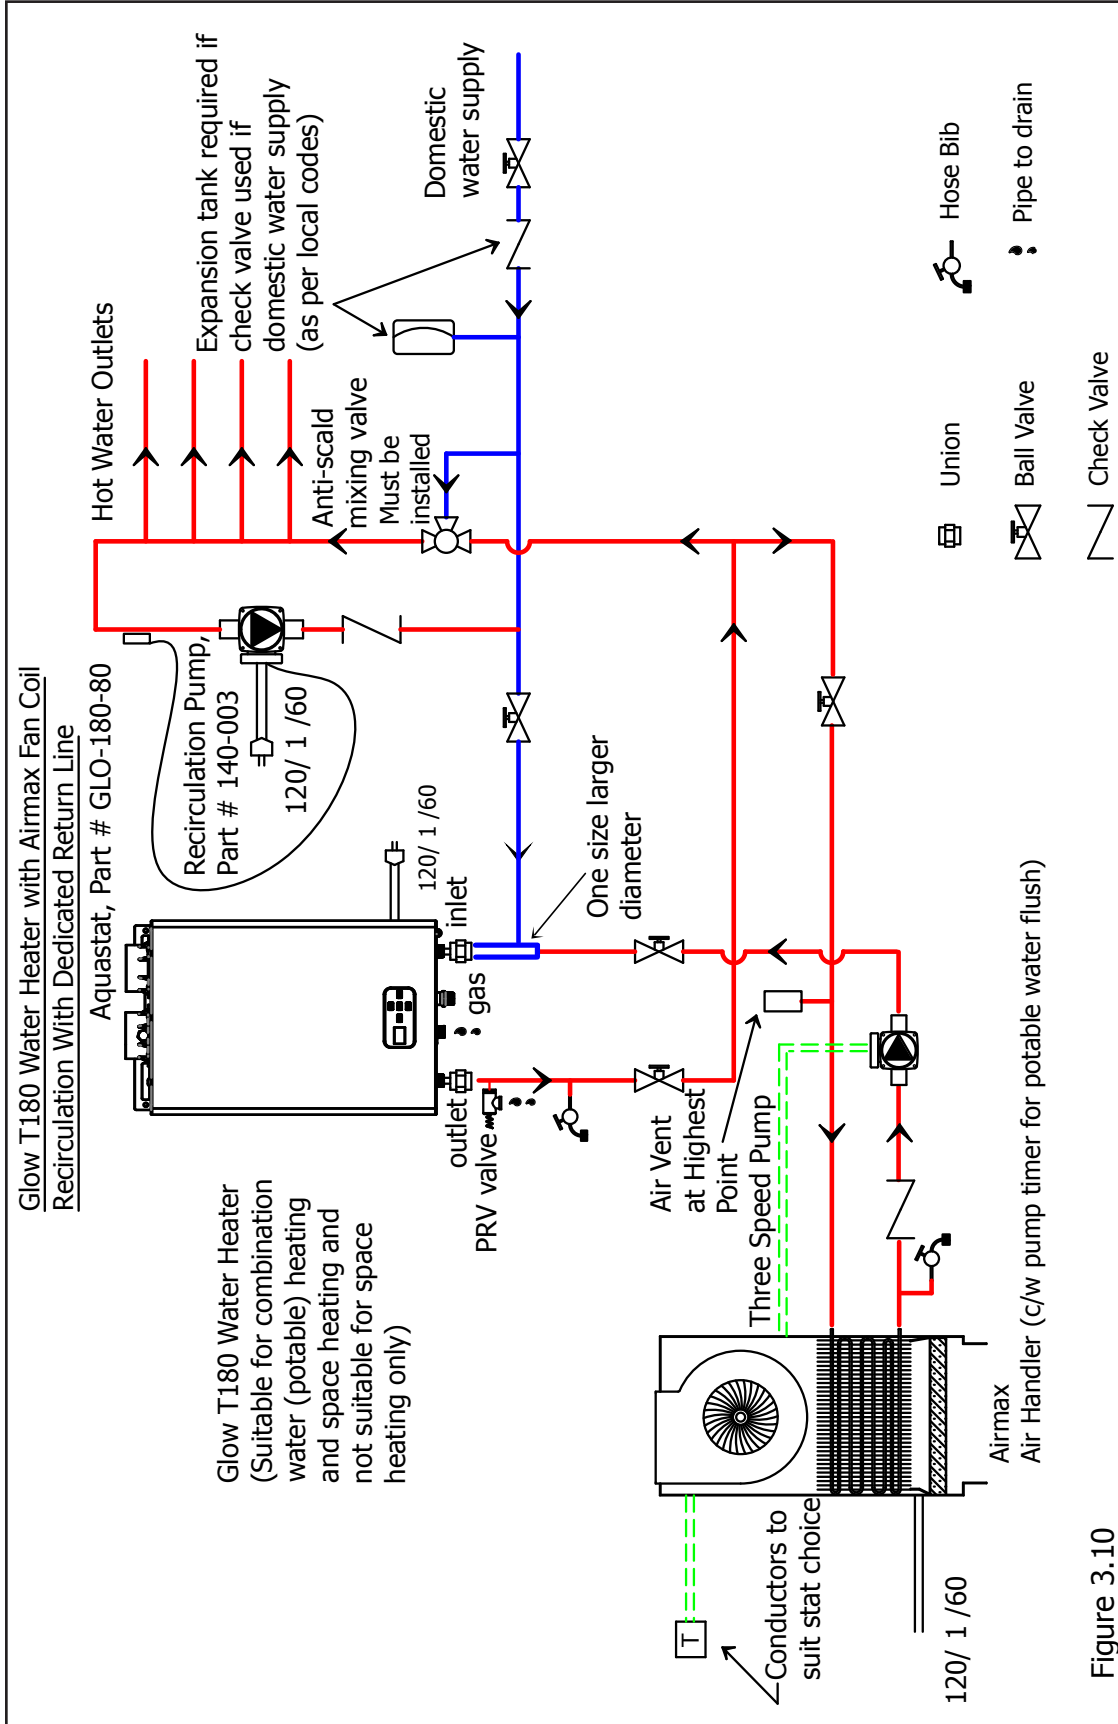 Glow T180 Water Heater with Airmax Fan Coil
Recirculation With Dedicated Return Line
Aquastat, Part # GLO-180-80
Hot Water Outlets
Expansion tank required if
check valve used if
domestic water supply
(as per local codes)
Recirculation Pump,
Part # 140-003
120/ 1 /60
Anti-scald
mixing valve
Must be
installed
Domestic
water supply
120/ 1 /60
Glow T180 Water Heater
(Suitable for combination
water (potable) heating
and space heating and
not suitable for space
heating only)
outlet
gas
inlet
PRV valve
One size larger
diameter
Air Vent
at Highest
Point
Three Speed Pump
T
Conductors to
suit stat choice
120/ 1 /60
Airmax
Air Handler (c/w pump timer for potable water flush)
Union
Hose Bib
Ball Valve
Pipe to drain
Check Valve
Figure 3.10